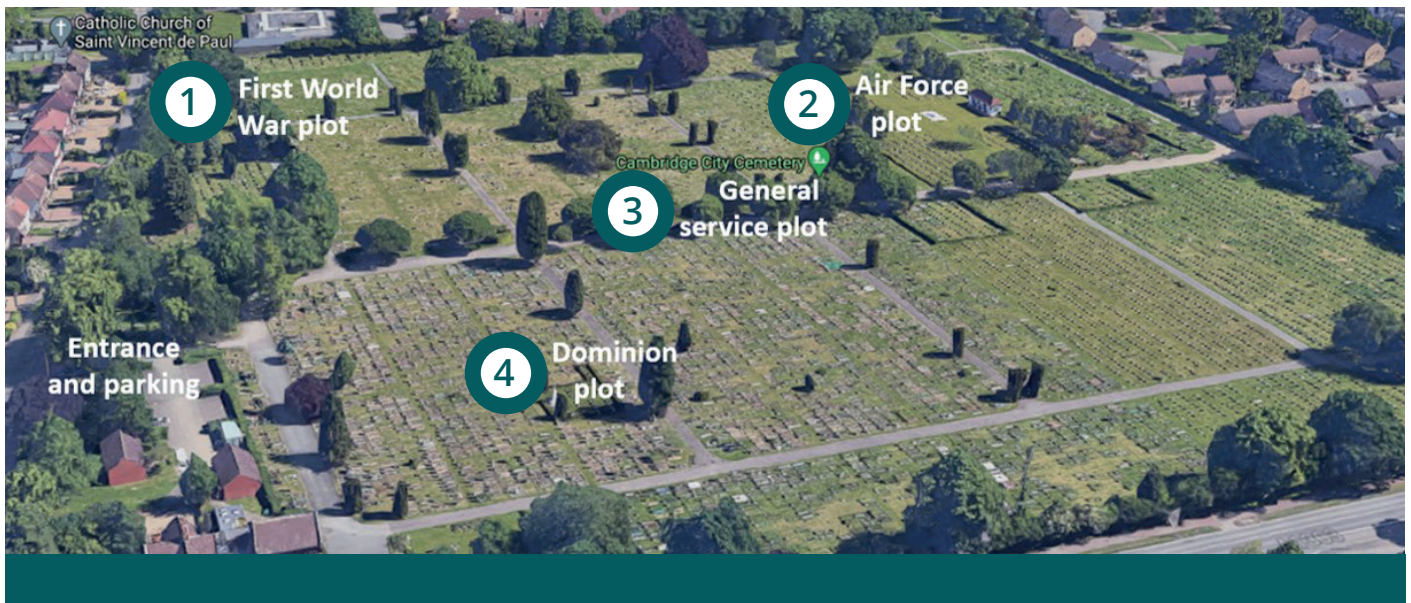 Catholic Church of
Saint Vincent de Paul
1
First World
War plot
2
Air Force
plot
Cambridge City Cemetery
3
General
service plot
Entrance
and parking
4
Dominion
plot